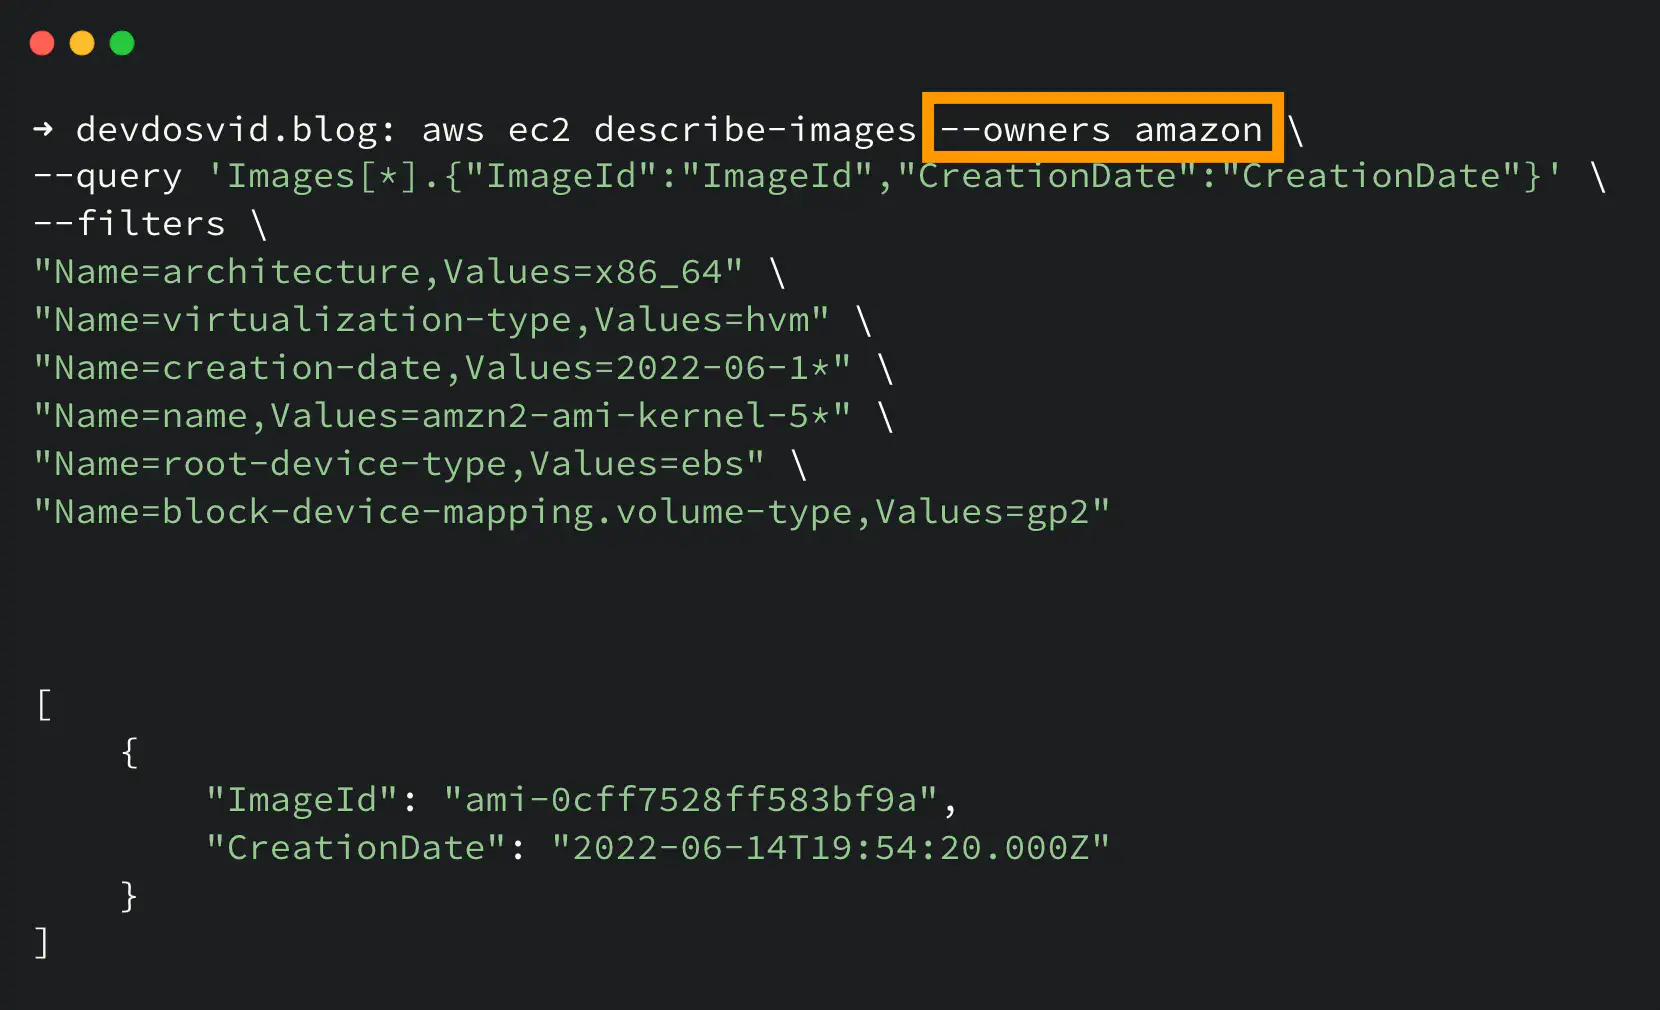 ➜ devdosvid.blog: aws ec2 describe-images --owners amazon \
--query 'Images[*].{"ImageId":"ImageId","CreationDate":"CreationDate"}' \
--filters \
"Name=architecture,Values=x86_64" \
"Name=virtualization-type,Values=hvm" \
"Name=creation-date,Values=2022-06-1*" \
"Name=name,Values=amzn2-ami-kernel-5*" \
"Name=root-device-type,Values=ebs" \
"Name=block-device-mapping.volume-type,Values=gp2"
[
    {
        "ImageId": "ami-0cff7528ff583bf9a",
        "CreationDate": "2022-06-14T19:54:20.000Z"
    }
]